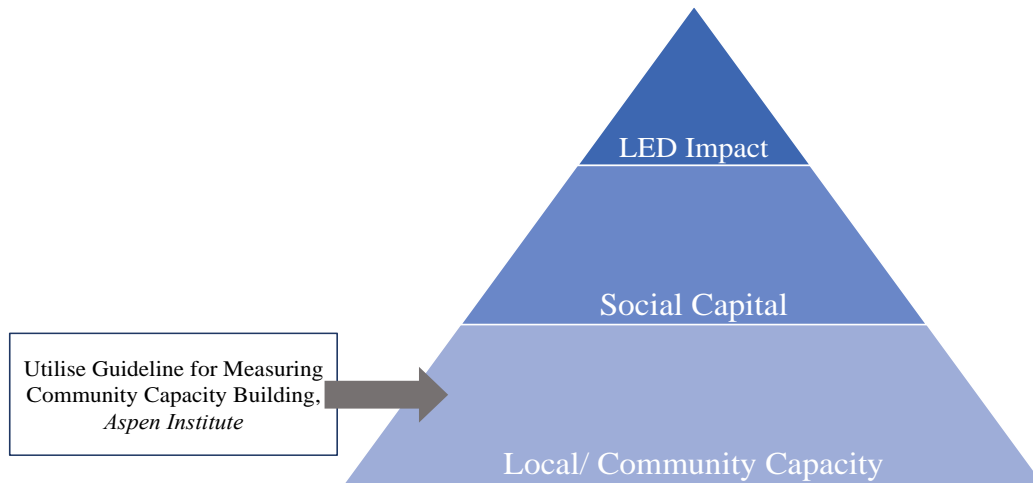 LED Impact
Social Capital
Utilise Guideline for Measuring
Community Capacity Building,
Aspen Institute
Local/ Community Capacity